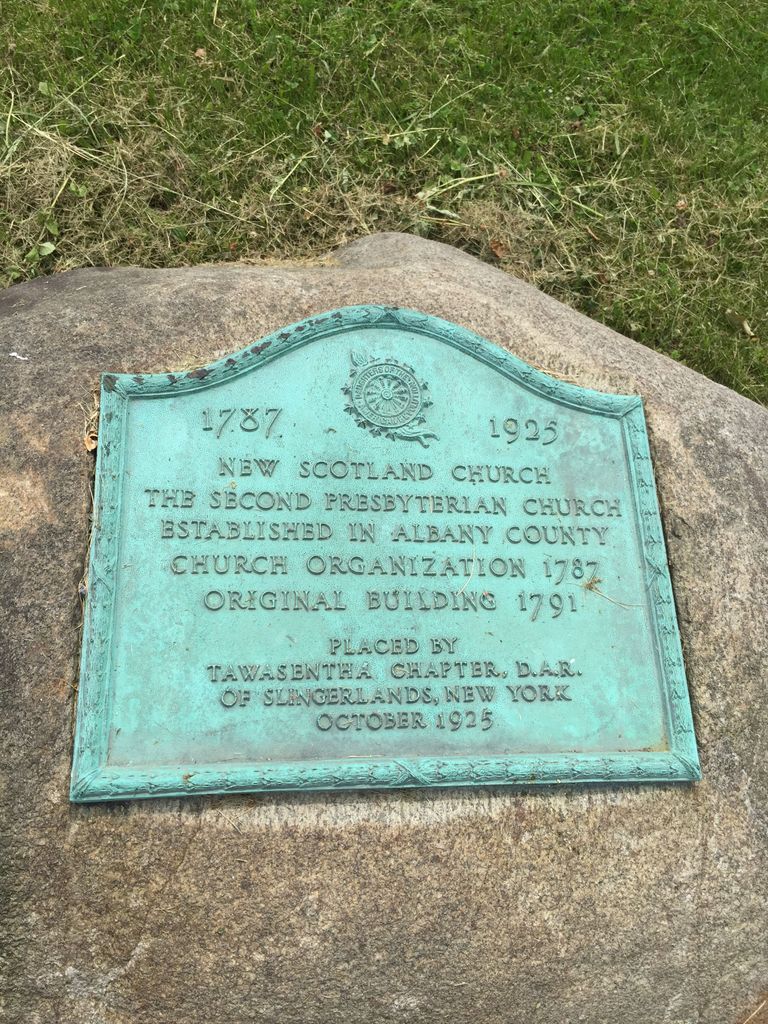 1787 1925
NEW SCOTLAND CHURCH
THE SECOND PRESBYTERIAN CHURCH
ESTABLISHED IN ALBANY COUNTY
CHURCH ORGANIZATION 1787
ORIGINAL BUILDING 1791
PLACED BY
TAWASENTHA CHAPTER, D.A.R.
OF SLINGERLANDS, NEW YORK
OCTOBER 1925